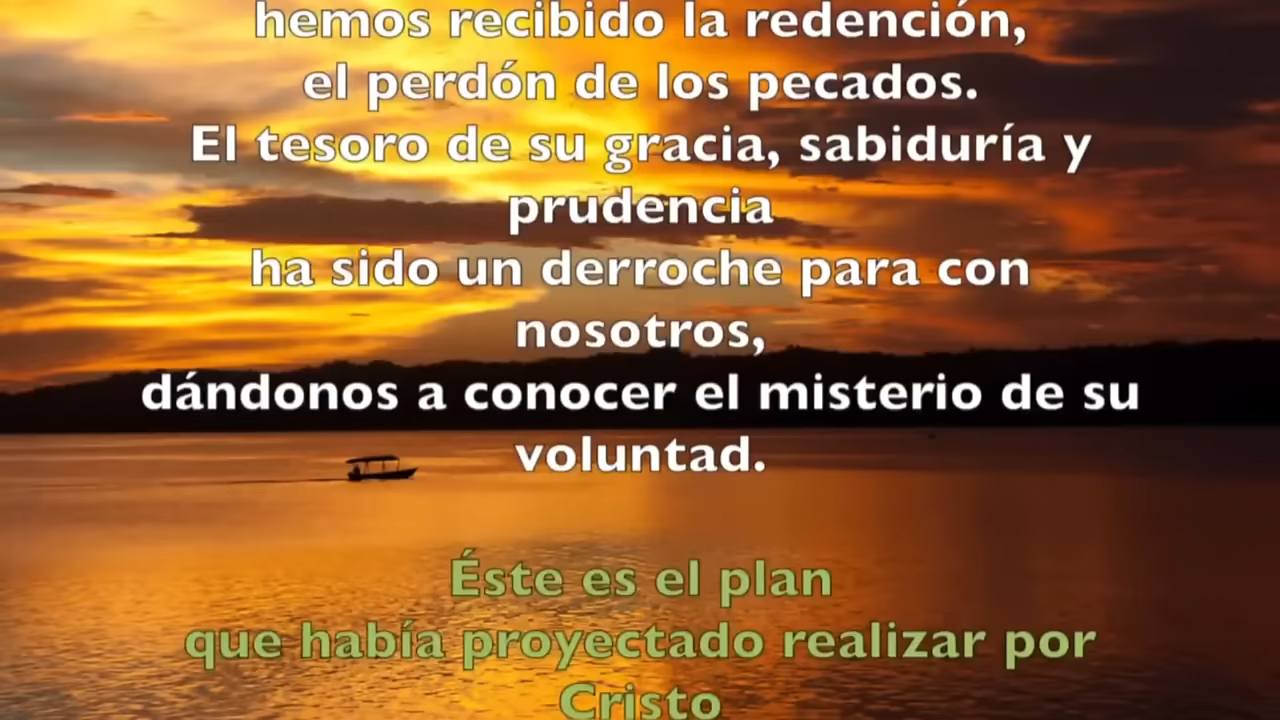 hemos recibido la redención,
el perdón de los pecados.
El tesoro de su gracia, sabiduría y
prudencia
ha sido un derroche para con
nosotros,
dándonos a conocer el misterio de su
voluntad.
Éste es el plan
que había proyectado realizar por
Cristo